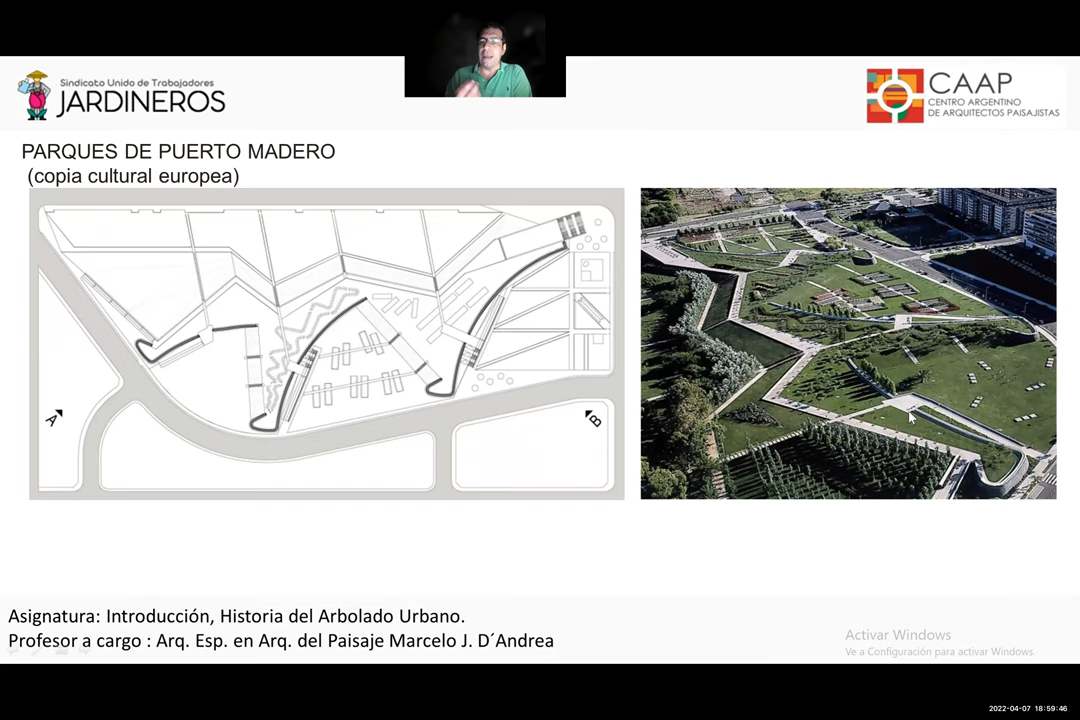 Sindicato Unido de Trabajadores
JARDINEROS
CAAP
CENTRO ARGENTINO
DE ARQUITECTOS PAISAJISTAS
PARQUES DE PUERTO MADERO
(copia cultural europea)
A
B
Asignatura: Introducción, Historia del Arbolado Urbano.
Profesor a cargo : Arq. Esp. en Arq. del Paisaje Marcelo J. D´Andrea
Activar Windows
Ve a Configuración para activar Windows.
2022-04-07 18:59:46